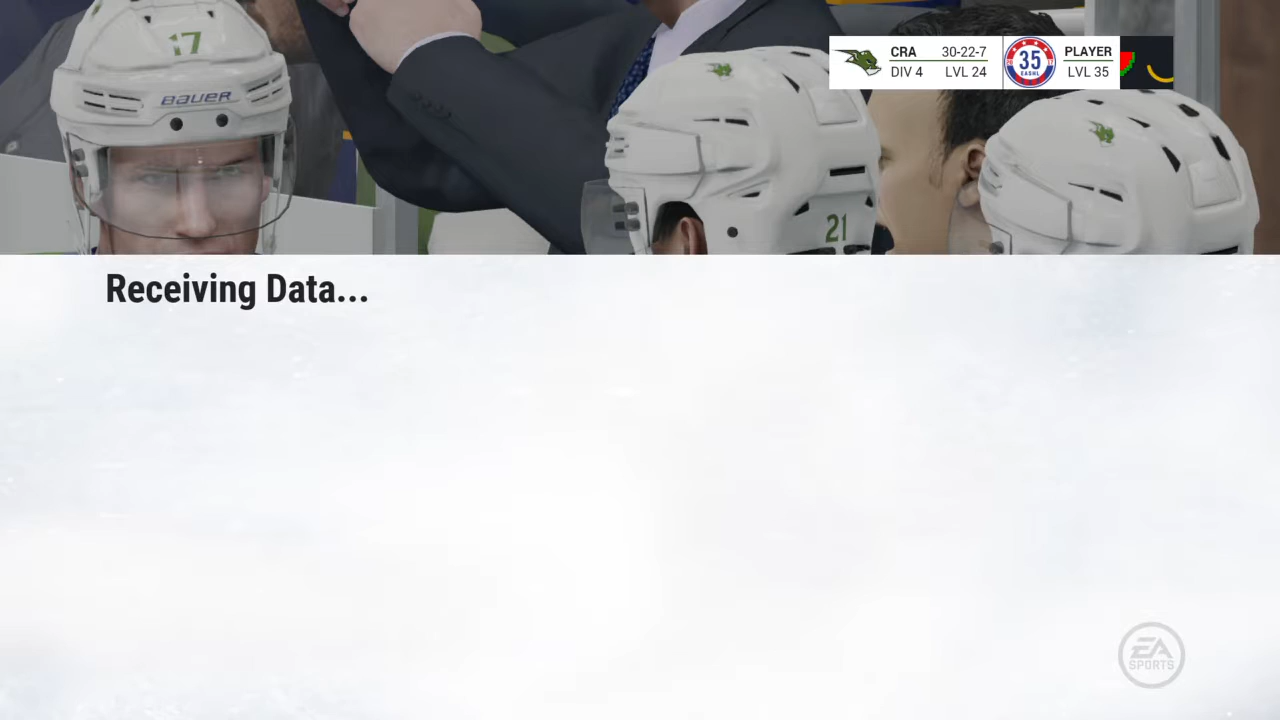 17
BAUER
21
CRA 30-22-7
DIV 4 LVL 24
35
EASHL
PLAYER
LVL 35
Receiving Data...
EA
SPORTS